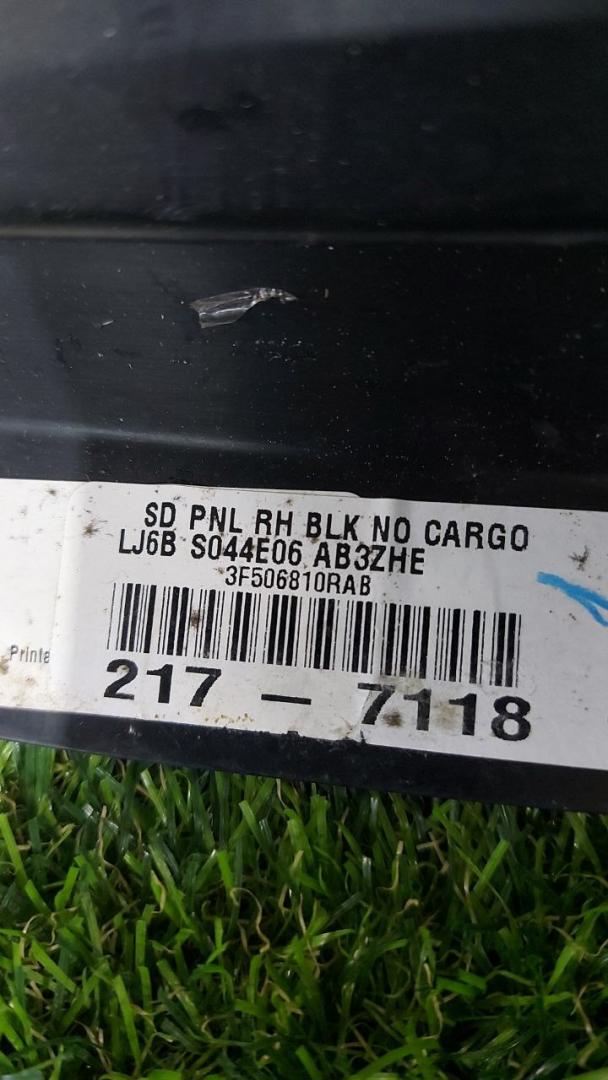 SD PNL RH BLK NO CARGO
LJ6B S044E06 AB3ZHE
3F506810RAB
Printe
217 – 7118